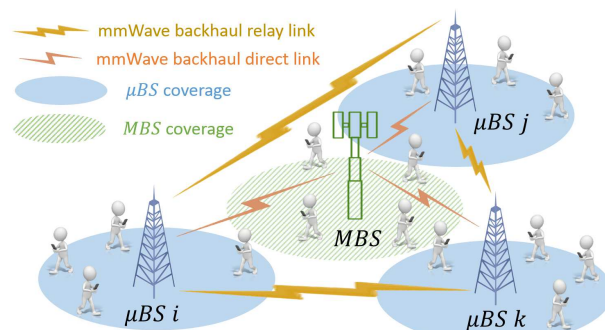 mmWave backhaul relay link
mmWave backhaul direct link
μBS coverage
MBS coverage
μBS j
MBS
μBS i
μBS k